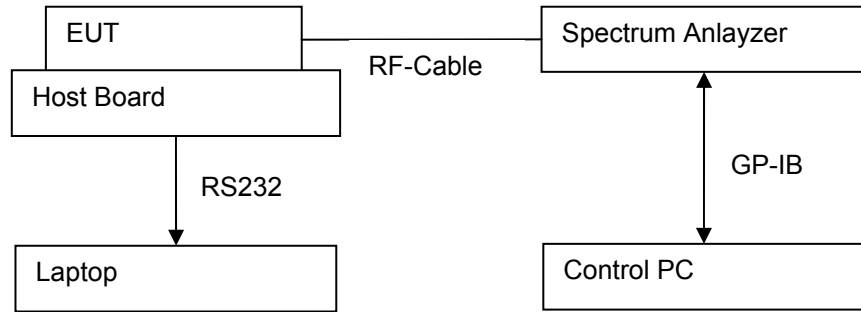 EUT
Spectrum Anlayzer
RF-Cable
Host Board
RS232
GP-IB
Laptop
Control PC